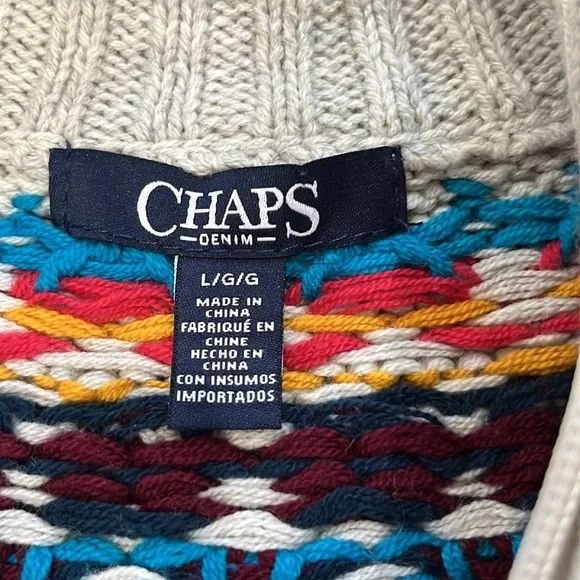 CHAPS
DENIM
L/G/G
MADE IN
CHINA
FABRIQUÉ EN
CHINE
HECHO EN
CHINA
CON INSUMOS
IMPORTADOS